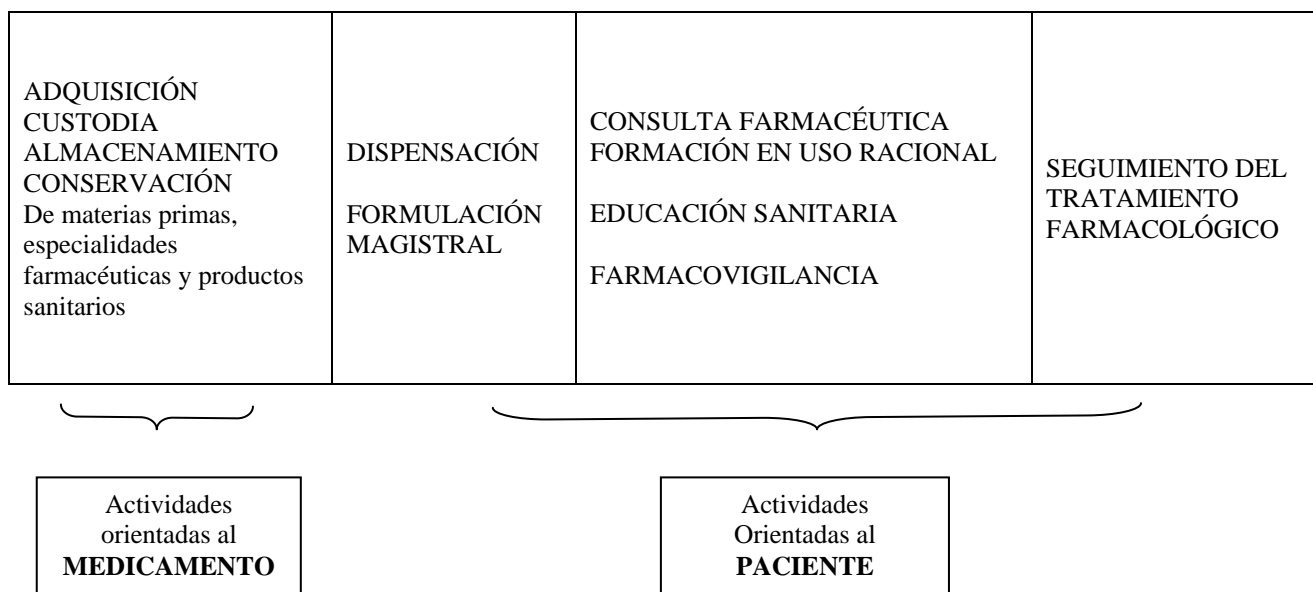 ADQUISICIÓN
CUSTODIA
ALMACENAMIENTO
CONSERVACIÓN
De materias primas,
especialidades
farmacéuticas y productos
sanitarios
DISPENSACIÓN
FORMULACIÓN
MAGISTRAL
CONSULTA FARMACÉUTICA
FORMACIÓN EN USO RACIONAL
EDUCACIÓN SANITARIA
FARMACOVIGILANCIA
SEGUIMIENTO DEL
TRATAMIENTO
FARMACOLÓGICO
Actividades
orientadas al
MEDICAMENTO
Actividades
Orientadas al
PACIENTE